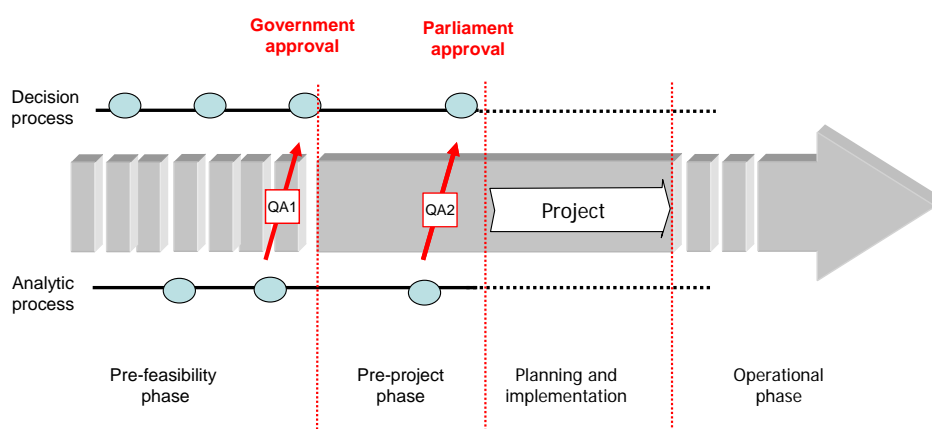 Government
approval
Parliament
approval
Decision
process
QA1
QA2
Project
Analytic
process
Pre-feasibility
phase
Pre-project
phase
Planning and
implementation
Operational
phase